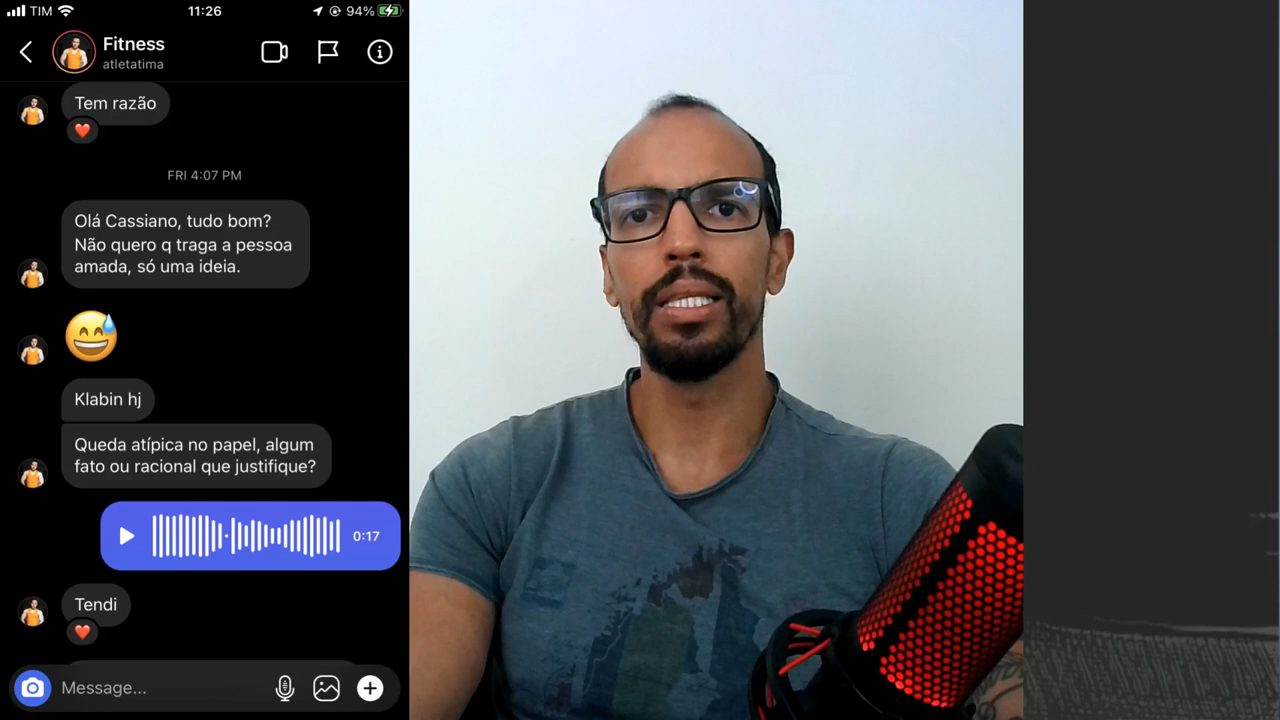 TIM
11:26
94%
Fitness
atletatima
Tem razão
FRI 4:07 PM
Olá Cassiano, tudo bom?
Não quero q traga a pessoa
amada, só uma ideia.
Klabin hj
Queda atípica no papel, algum
fato ou racional que justifique?
0:17
Tendi
Message...